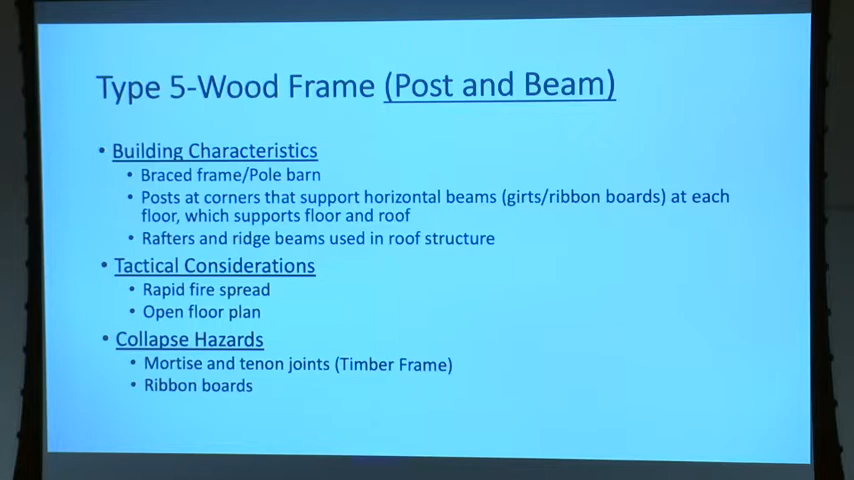 Type 5-Wood Frame (Post and Beam)
• Building Characteristics
• Braced frame/Pole barn
• Posts at corners that support horizontal beams (girts/ribbon boards) at each
floor, which supports floor and roof
• Rafters and ridge beams used in roof structure
• Tactical Considerations
• Rapid fire spread
• Open floor plan
• Collapse Hazards
• Mortise and tenon joints (Timber Frame)
• Ribbon boards